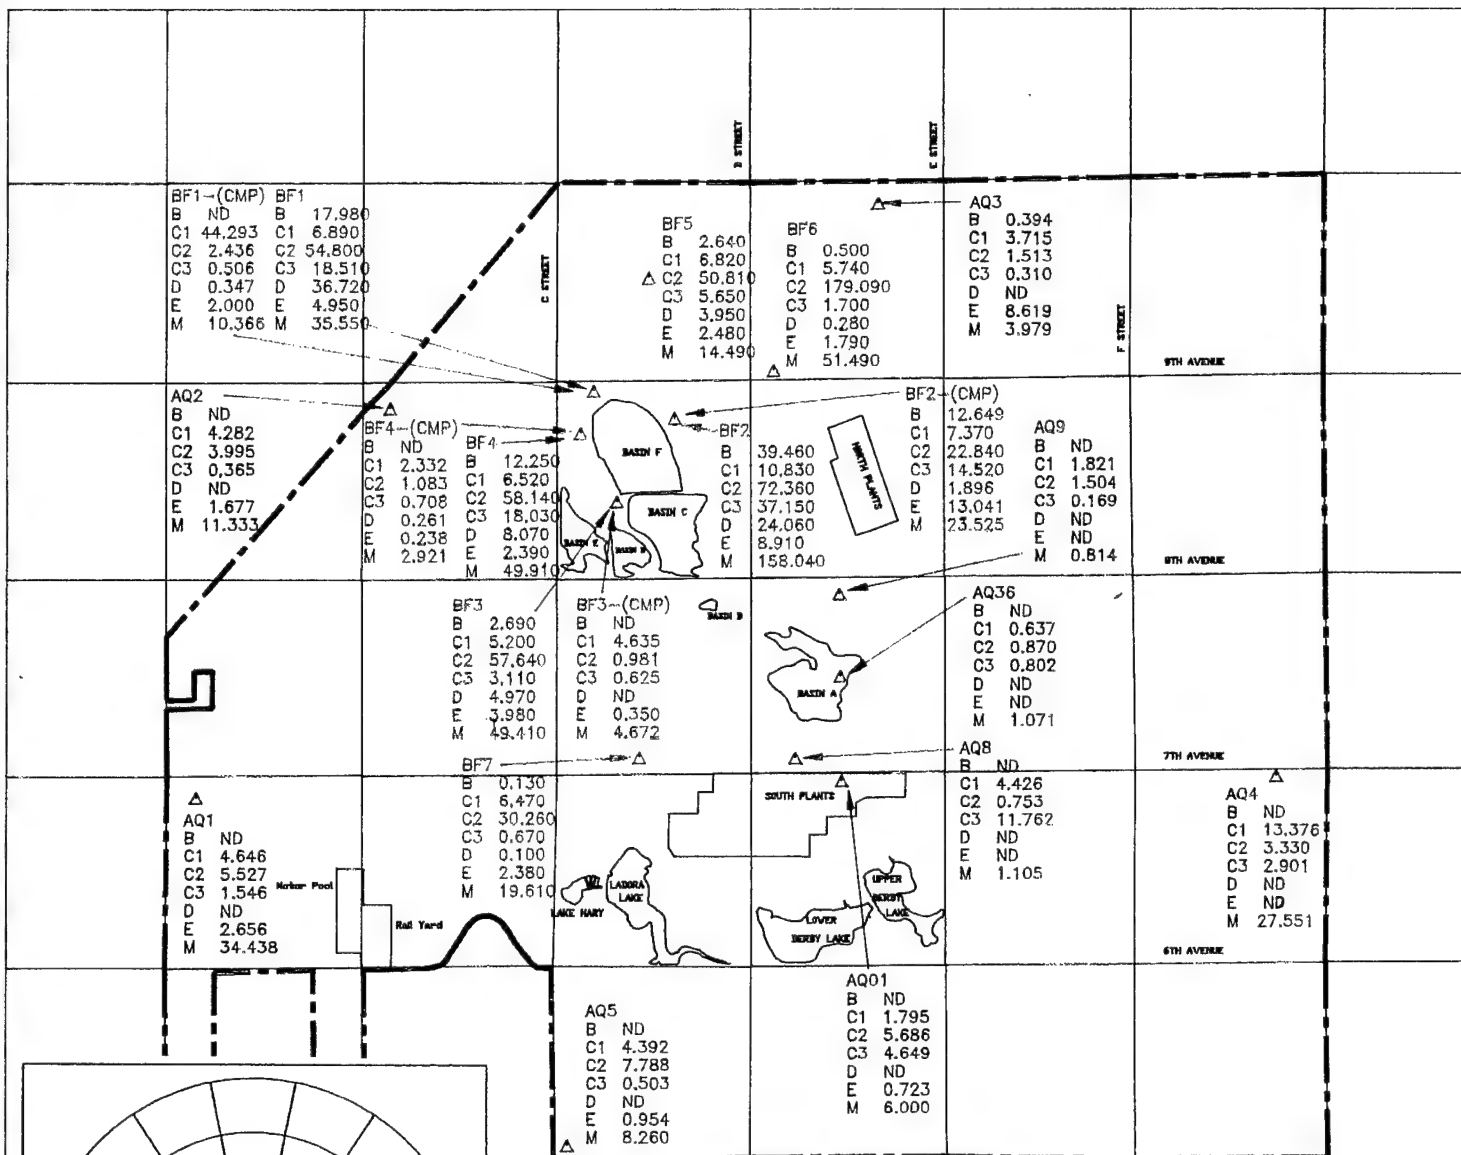 D STREET
E STREET
BF1-(CMP) BF1
B ND B 17.980
C1 44.293 C1 6.890
C2 2.436 C2 54.800
C3 0.506 C3 18.510
D 0.347 D 36.720
E 2.000 E 4.950
M 10.366 M 35.550
C STREET
BF5
B 2.640
C1 6.820
C2 50.810
C3 5.650
D 3.950
E 2.480
M 14.490
BF6
B 0.500
C1 5.740
C2 179.090
C3 1.700
D 0.280
E 1.790
M 51.490
AQ3
B 0.394
C1 3.715
C2 1.513
C3 0.310
D ND
E 8.619
M 3.979
F STREET
9TH AVENUE
AQ2
B ND
C1 4.282
C2 3.995
C3 0.365
D ND
E 1.677
M 11.333
BF4-(CMP)
B ND
C1 2.332
C2 1.083
C3 0.708
D 0.261
E 0.238
M 2.921
BF4
B 12.250
C1 6.520
C2 58.140
C3 18.030
D 8.070
E 2.390
M 49.910
BASIN F
BASIN C
BASIN E
BF2
B 39.460
C1 10.830
C2 72.360
C3 37.150
D 24.060
E 8.910
M 158.040
NORTH PLANTS
BF2-(CMP)
B 12.649
C1 7.370
C2 22.840
C3 14.520
D 1.896
E 13.041
M 23.525
AQ9
B ND
C1 1.821
C2 1.504
C3 0.169
D ND
E ND
M 0.814
8TH AVENUE
BF3
B 2.690
C1 5.200
C2 57.640
C3 3.110
D 4.970
E 3.980
M 49.410
BF3-(CMP)
B ND
C1 4.635
C2 0.981
C3 0.625
D ND
E 0.350
M 4.672
BASIN B
BASIN A
AQ36
B ND
C1 0.637
C2 0.870
C3 0.802
D ND
E ND
M 1.071
7TH AVENUE
AQ1
B ND
C1 4.646
C2 5.527
C3 1.546
D ND
E 2.656
M 34.438
Rail Yard
BF7
B 0.130
C1 6.470
C2 30.260
C3 0.670
D 0.100
E 2.380
M 19.610
SOUTH PLANTS
LAKE MARY
LADORA
LAKE
LOWER
DERBY LAKE
UPPER
DERBY
LAKE
AQ8
B ND
C1 4.426
C2 0.753
C3 11.762
D ND
E ND
M 1.105
AQ4
B ND
C1 13.376
C2 3.330
C3 2.901
D ND
E ND
M 27.551
6TH AVENUE
AQ5
B ND
C1 4.392
C2 7.788
C3 0.503
D ND
E 0.954
M 8.260
AQ01
B ND
C1 1.795
C2 5.686
C3 4.649
D ND
E 0.723
M 6.000